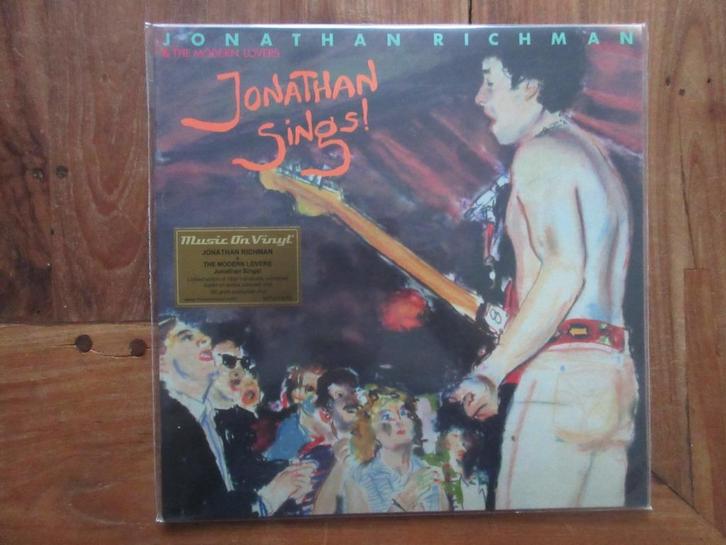 JONATHAN RICHMAN
& THE MODERN LOVERS
JONATHAN
Sings!
Music On Vinyl
JONATHAN RICHMAN
&
THE MODERN LOVERS
Jonathan Sings!